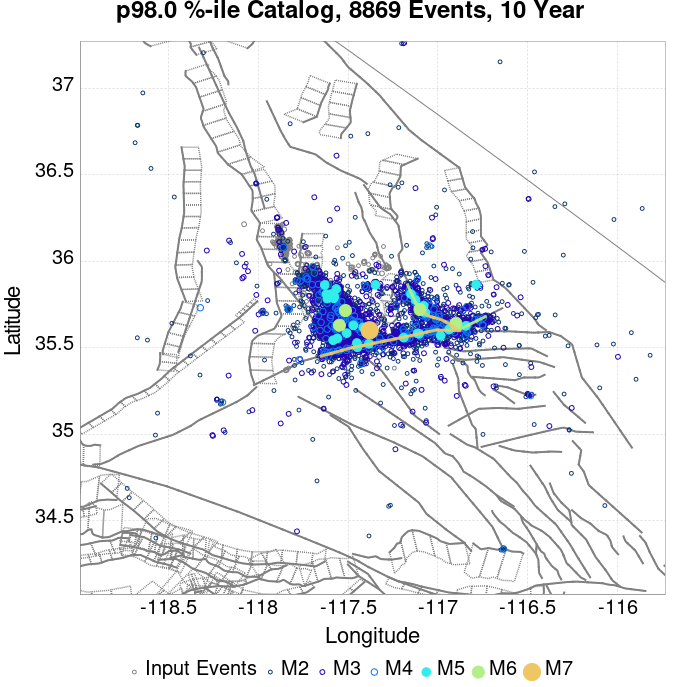 p98.0 %-ile Catalog, 8869 Events, 10 Year
37
36.5
36
35.5
35
34.5
Latitude
-118.5 -118 -117.5 -117 -116.5 -116
Longitude
Input Events M2 M3 M4 M5 M6 M7